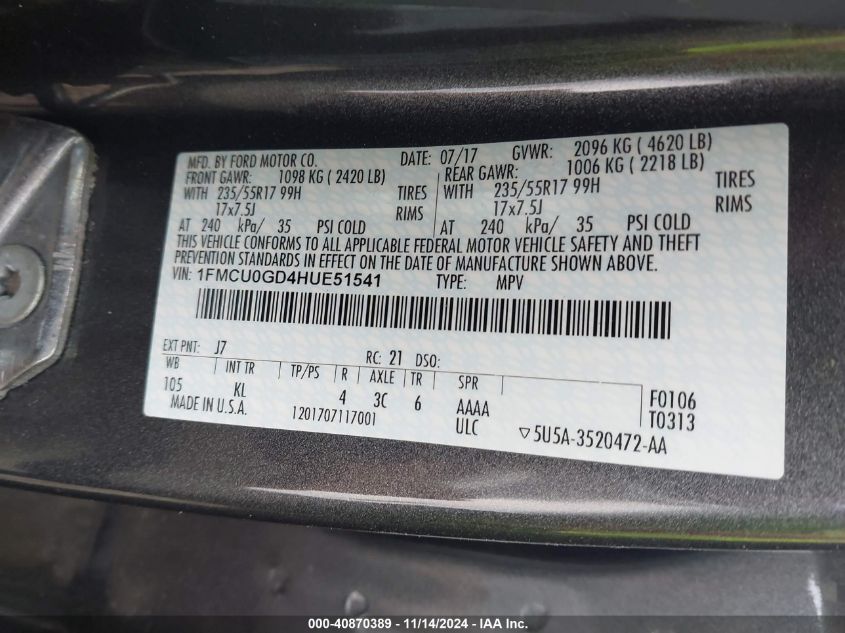 MFD. BY FORD MOTOR CO. DATE: 07/17 GVWR: 2096 KG ( 4620 LB)
FRONT GAWR: 1098 KG ( 2420 LB) REAR GAWR: 1006 KG ( 2218 LB)
WITH 235/55R17 99H TIRES WITH 235/55R17 99H TIRES
17x7.5J RIMS 17x7.5J RIMS
AT 240 kPa/ 35 PSI COLD AT 240 kPa/ 35 PSI COLD
THIS VEHICLE CONFORMS TO ALL APPLICABLE FEDERAL MOTOR VEHICLE SAFETY AND THEFT
PREVENTION STANDARDS IN EFFECT ON THE DATE OF MANUFACTURE SHOWN ABOVE.
VIN: 1FMCU0GD4HUE51541 TYPE: MPV
EXT PNT: J7 RC: 21 DSO:
WB INT TR TP/PS R AXLE TR SPR
105 KL 4 3C 6 AAAA F0106
MADE IN U.S.A. 1201707117001 ULC T0313
▽5U5A-3520472-AA
000-40870389 - 11/14/2024 - IAA Inc.